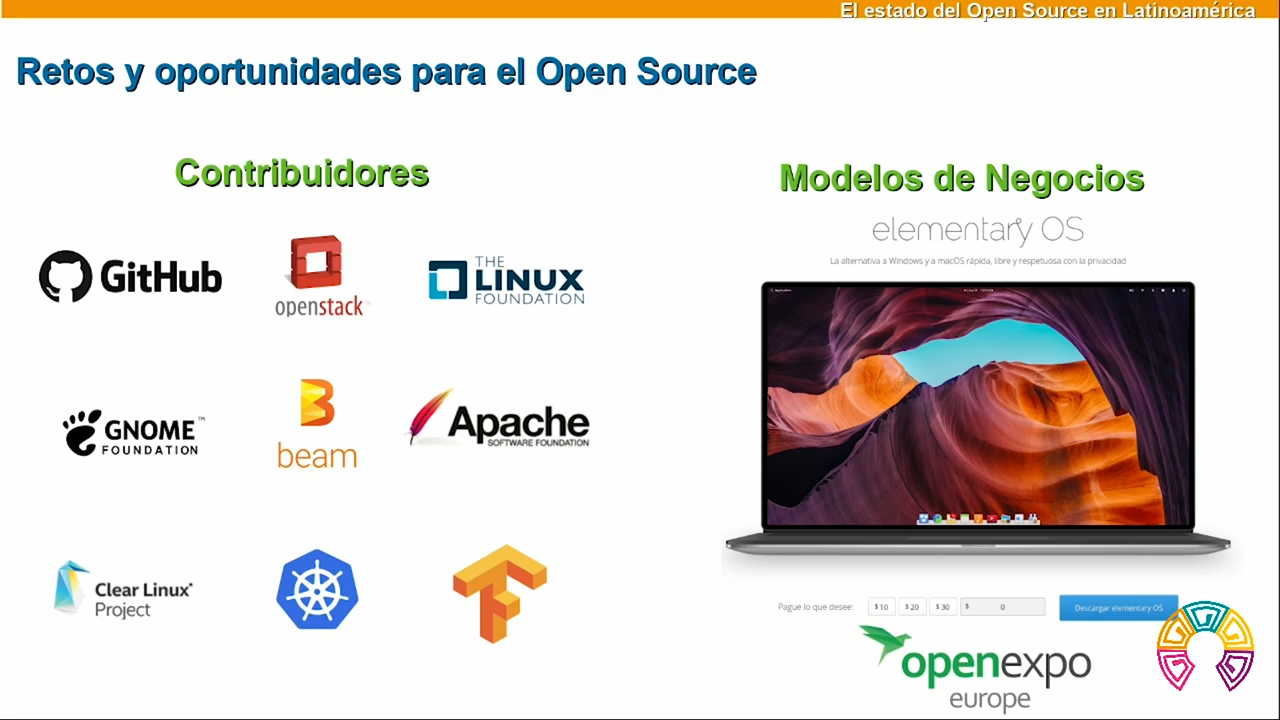 El estado del Open Source en Latinoamérica
Retos y oportunidades para el Open Source
Contribuidores
GitHub
openstack™
THE
LINUX
FOUNDATION
GNOME™
FOUNDATION
beam
Apache
SOFTWARE FOUNDATION
Clear Linux*
Project
Modelos de Negocios
elementary OS
La alternativa a Windows y a macOS rápida, libre y respetuosa con la privacidad
Pague lo que desee: $ 10 $ 20 $ 30 $ 0 Descargar elementary OS
openexpo
europe